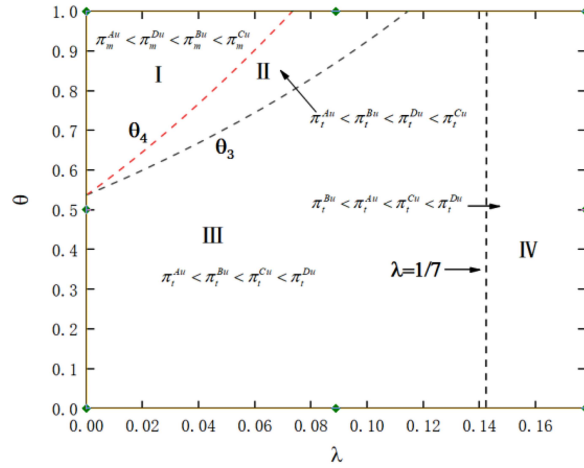 1.0
π_m^{Au} < π_m^{Du} < π_m^{Bu} < π_m^{Cu}
0.9
I
II
0.8
θ₄
π_t^{Au} < π_t^{Bu} < π_t^{Du} < π_t^{Cu}
0.7
θ₃
0.6
θ
0.5
π_t^{Bu} < π_t^{Au} < π_t^{Cu} < π_t^{Du}
III
IV
0.4
π_t^{Au} < π_t^{Bu} < π_t^{Cu} < π_t^{Du}
λ=1/7
0.3
0.2
0.1
0.0
0.00 0.02 0.04 0.06 0.08 0.10 0.12 0.14 0.16
λ